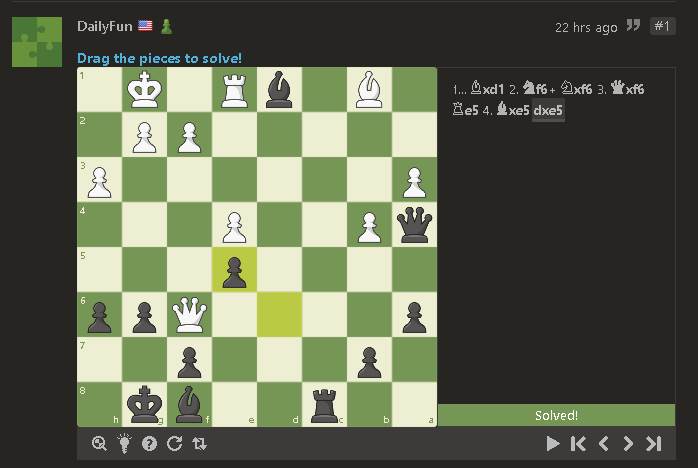 DailyFun
22 hrs ago #1
Drag the pieces to solve!
1... xd1 2. f6+ xf6 3. xf6
e5 4. xe5 dxe5
1
2
3
4
5
6
7
8
h g f e d c b a
Solved!